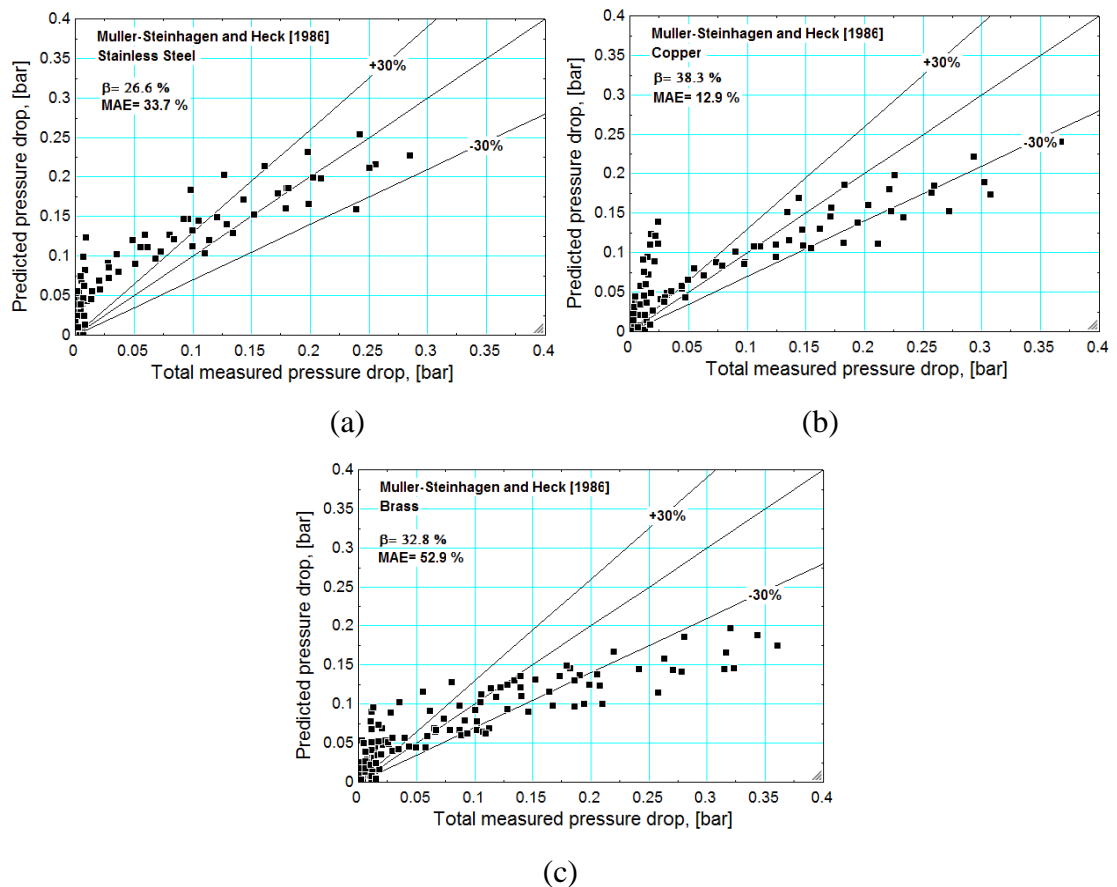 Muller-Steinhagen and Heck [1986]
Stainless Steel
β= 26.6 %
MAE= 33.7 %
+30%
-30%
0.4
0.35
0.3
0.25
0.2
0.15
0.1
0.05
0
0 0.05 0.1 0.15 0.2 0.25 0.3 0.35 0.4
Predicted pressure drop, [bar]
Total measured pressure drop, [bar]
(a)
Muller-Steinhagen and Heck [1986]
Copper
β= 38.3 %
MAE= 12.9 %
+30%
-30%
0.4
0.35
0.3
0.25
0.2
0.15
0.1
0.05
0
0 0.05 0.1 0.15 0.2 0.25 0.3 0.35 0.4
Predicted pressure drop, [bar]
Total measured pressure drop, [bar]
(b)
Muller-Steinhagen and Heck [1986]
Brass
β= 32.8 %
MAE= 52.9 %
+30%
-30%
0.4
0.35
0.3
0.25
0.2
0.15
0.1
0.05
0
0 0.05 0.1 0.15 0.2 0.25 0.3 0.35 0.4
Predicted pressure drop, [bar]
Total measured pressure drop, [bar]
(c)